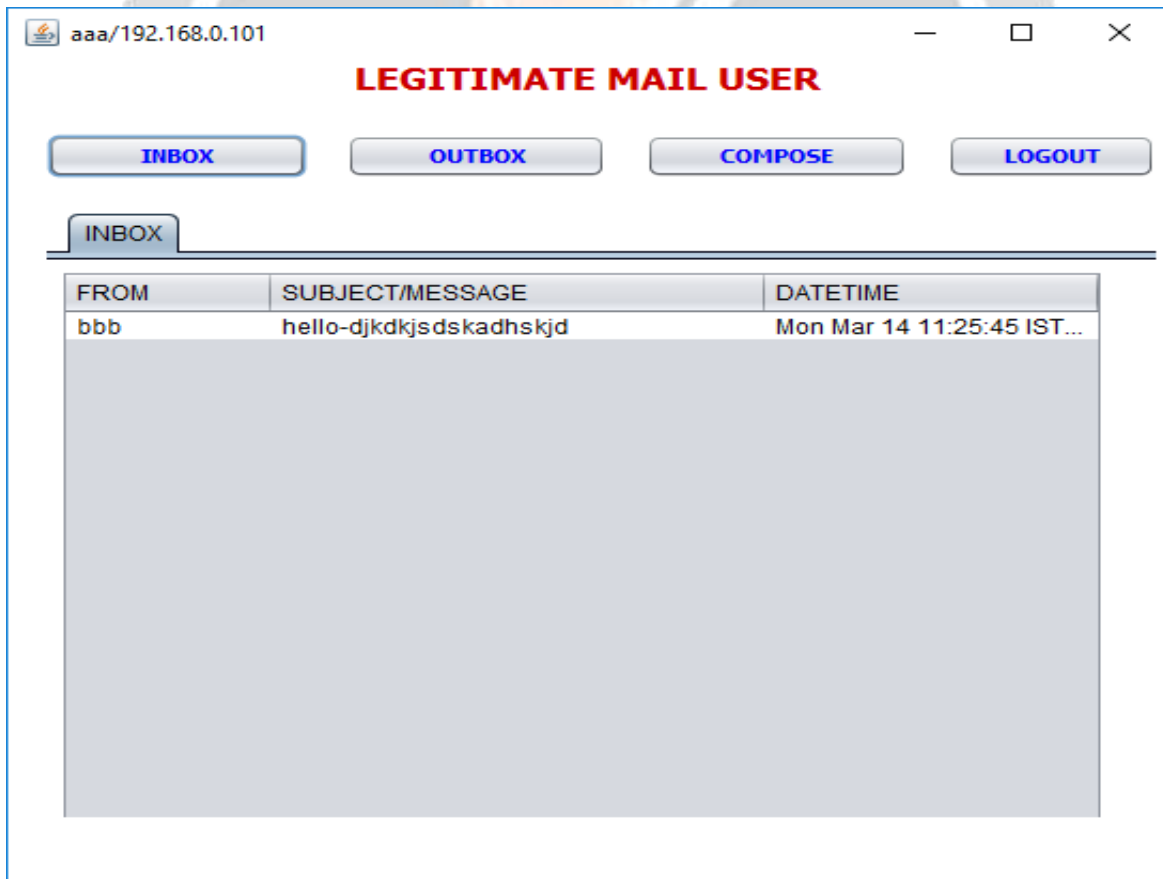 aaa/192.168.0.101
LEGITIMATE MAIL USER
INBOX OUTBOX COMPOSE LOGOUT
INBOX
FROM SUBJECT/MESSAGE DATETIME
bbb hello-djkdkjsdskadhskjd Mon Mar 14 11:25:45 IST...